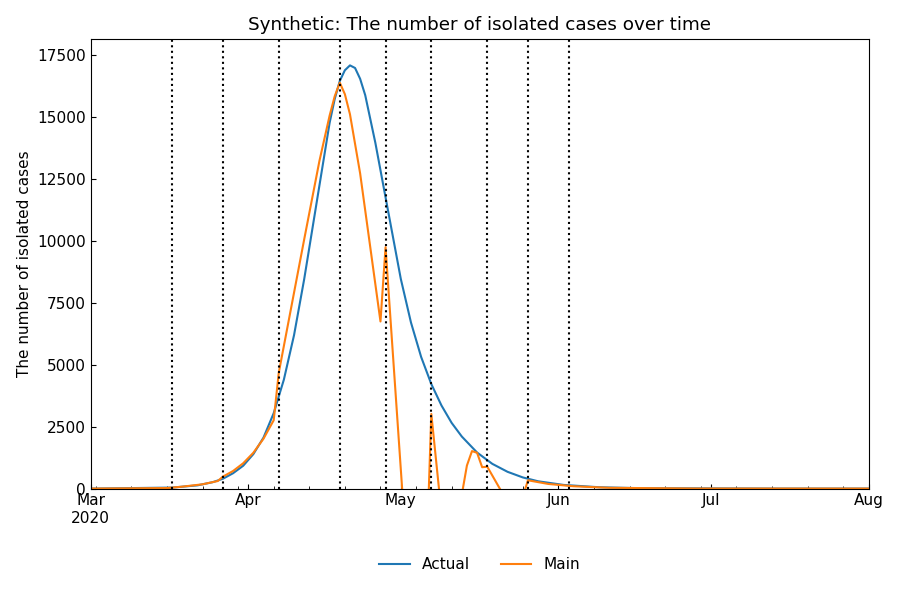 Synthetic: The number of isolated cases over time
The number of isolated cases
17500
15000
12500
10000
7500
5000
2500
0
Mar Apr May Jun Jul Aug
2020
Actual Main